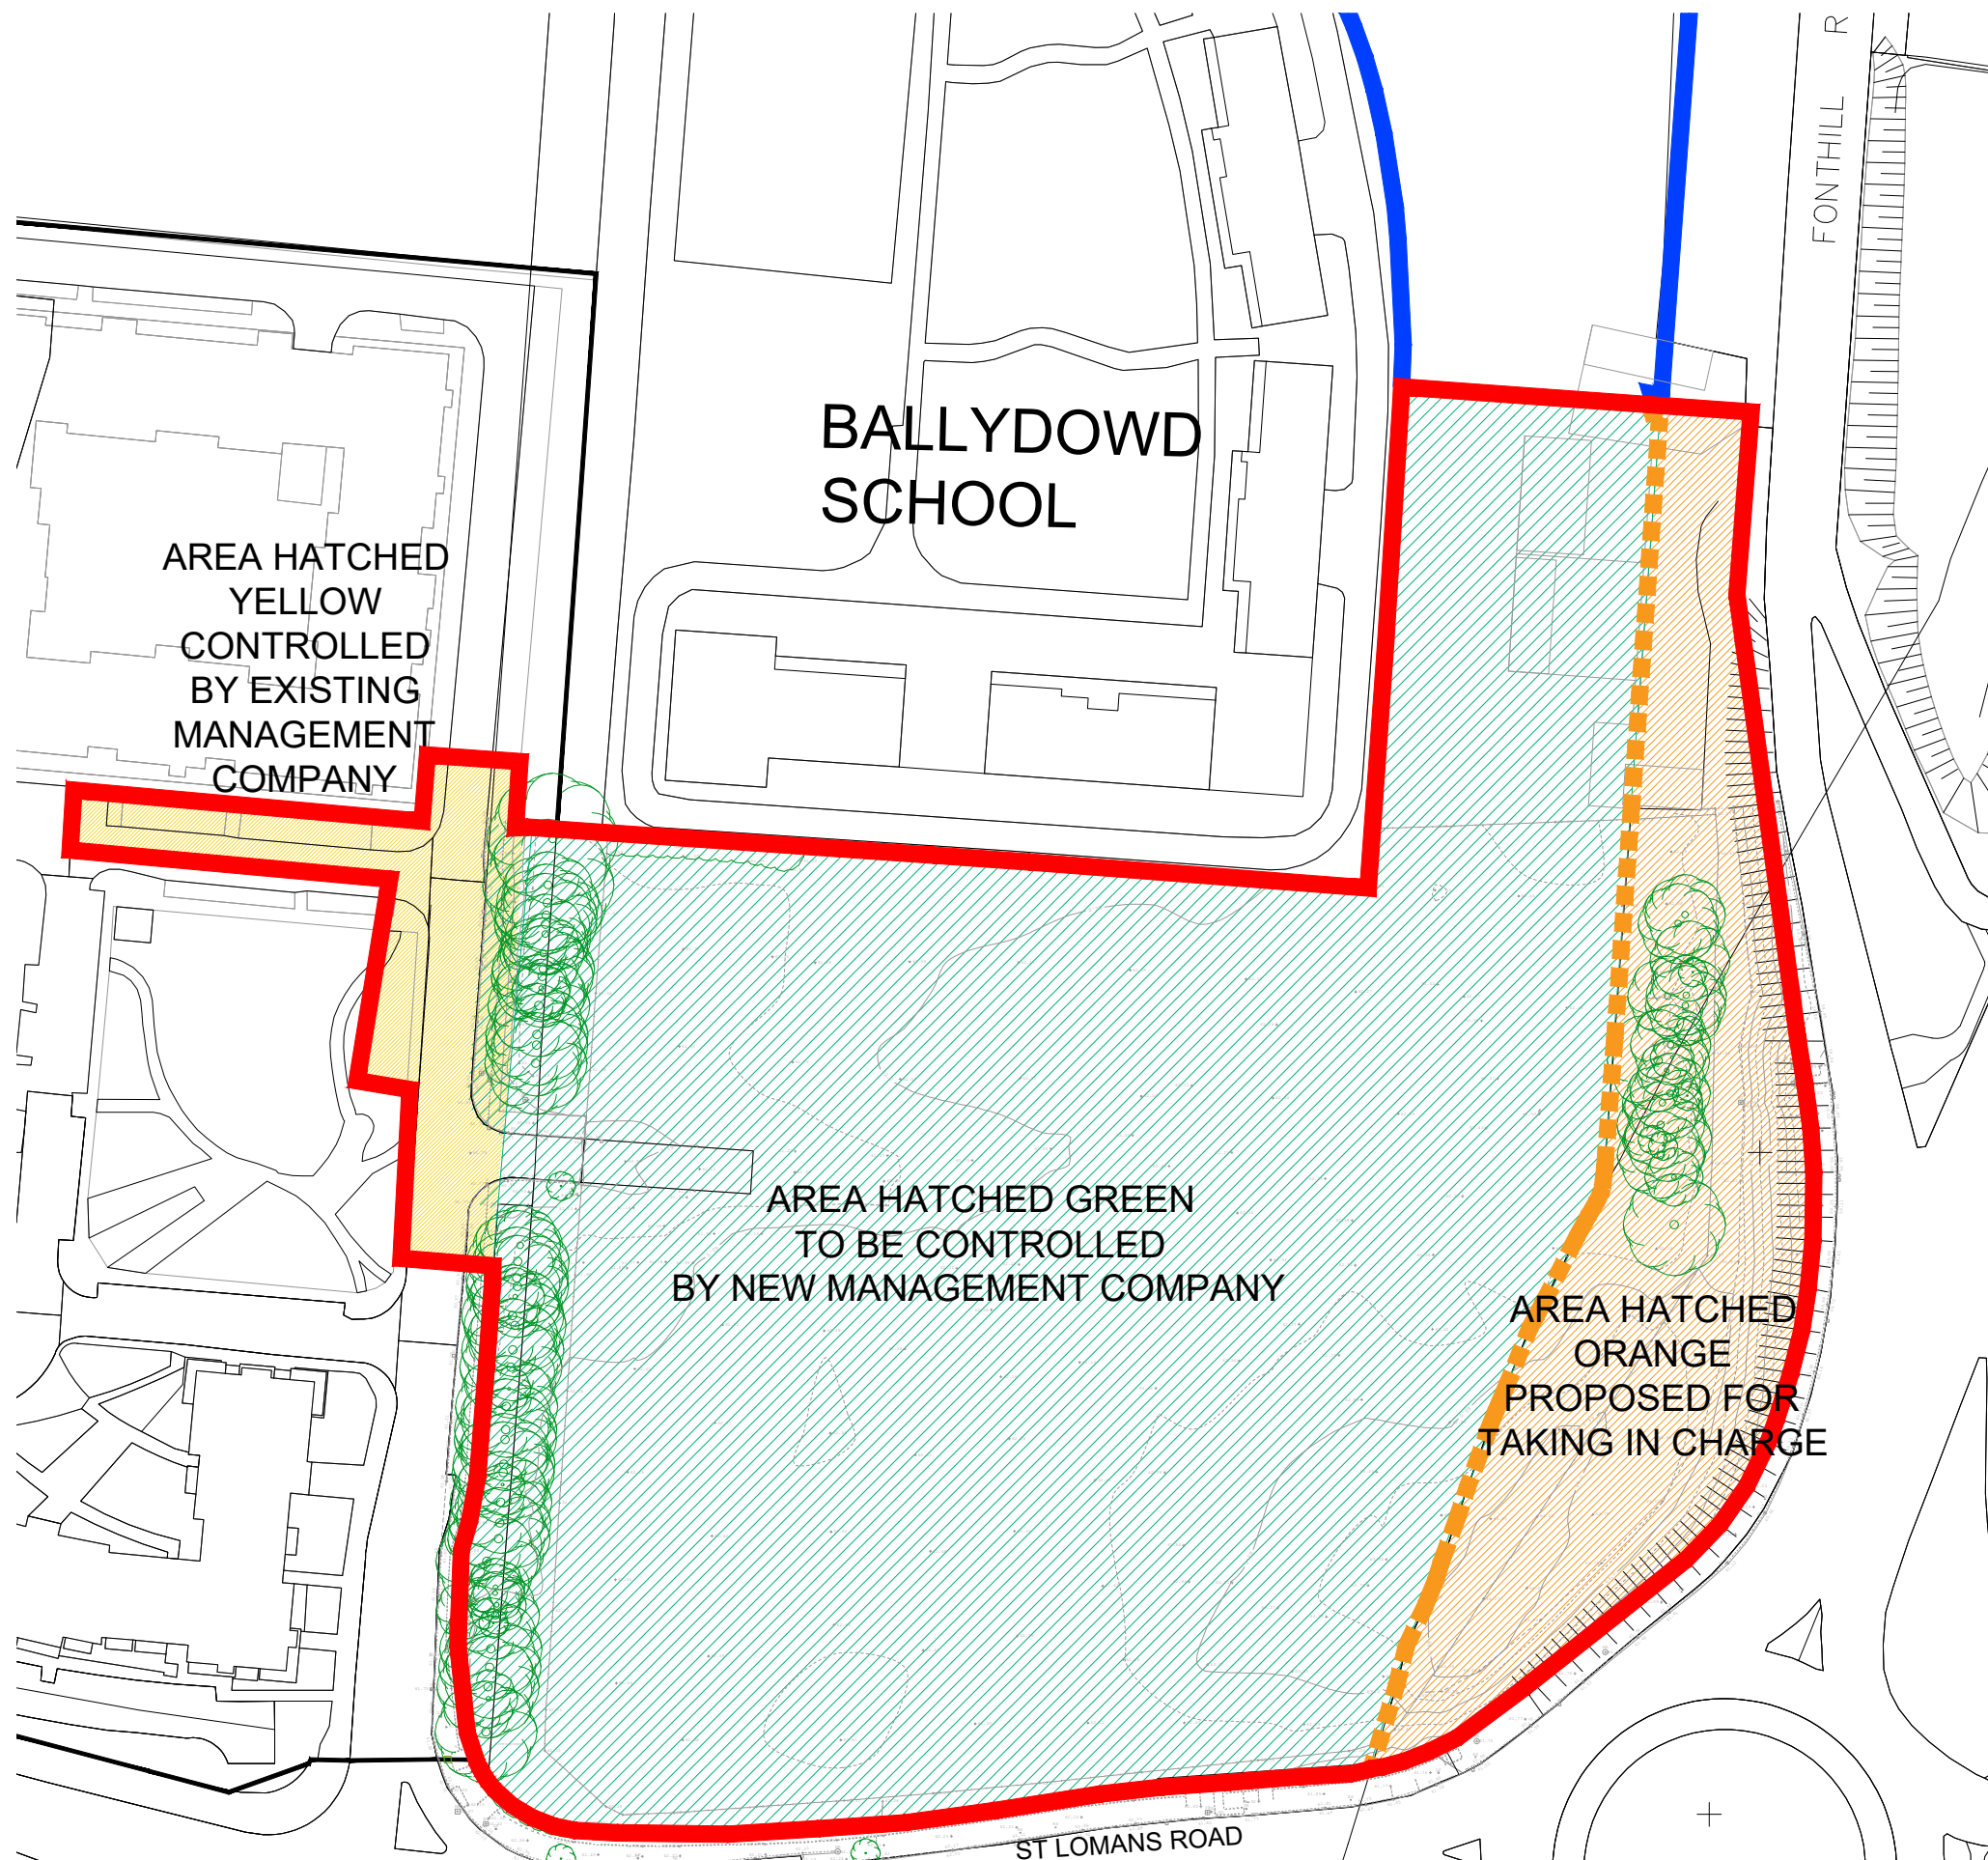 FONTHILL R
BALLYDOWD
SCHOOL
AREA HATCHED
YELLOW
CONTROLLED
BY EXISTING
MANAGEMENT
COMPANY
AREA HATCHED GREEN
TO BE CONTROLLED
BY NEW MANAGEMENT COMPANY
AREA HATCHED
ORANGE
PROPOSED FOR
TAKING IN CHARGE
ST LOMANS ROAD